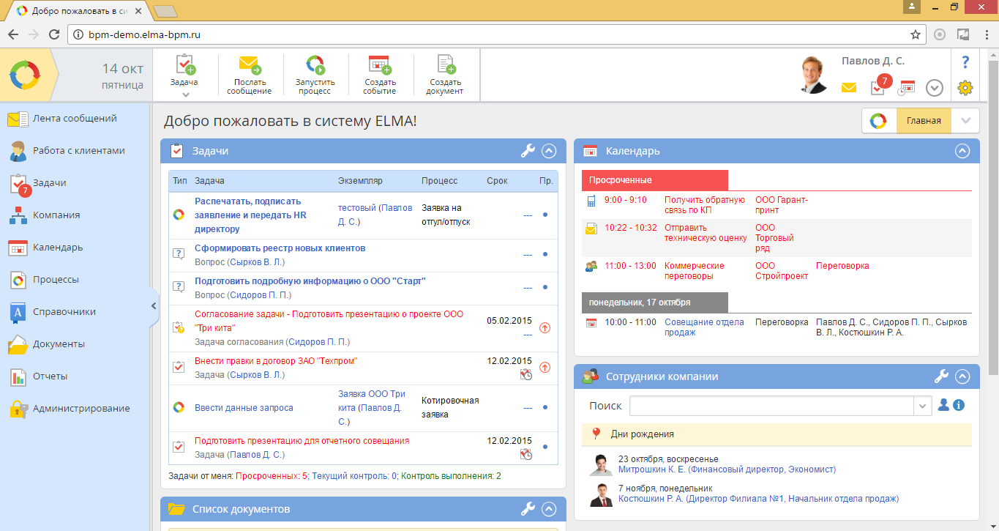 Добро пожаловать в си
bpm-demo.elma-bpm.ru
14 окт
пятница
Задача
Послать
сообщение
Запустить
процесс
Создать
событие
Создать
документ
Павлов Д. С.
7
?
Лента сообщений
Работа с клиентами
Задачи
7
Компания
Календарь
Процессы
Справочники
Документы
Отчеты
Администрирование
Добро пожаловать в систему ELMA!
Главная
Задачи
Тип Задача Экземпляр Процесс Срок Пр.
Распечатать, подписать
заявление и передать HR
директору
тестовый (Павлов
Д. С.)
Заявка на
отгул/отпуск
---
Сформировать реестр новых клиентов
Вопрос (Сырков В. Л.)
---
Подготовить подробную информацию о ООО "Старт"
Вопрос (Сидоров П. П.)
---
Согласование задачи - Подготовить презентацию о проекте ООО
"Три кита"
Задача согласования (Сидоров П. П.)
05.02.2015
---
Внести правки в договор ЗАО "Техпром"
Задача (Сырков В. Л.)
12.02.2015
Ввести данные запроса
Заявка ООО Три
кита (Павлов Д.
С.)
Котировочная
заявка
---
Подготовить презентацию для отчетного совещания
Задача (Павлов Д. С.)
12.02.2015
Задачи от меня: Просроченных: 5; Текущий контроль: 0; Контроль выполнения: 2
Список документов
Календарь
Просроченные
9:00 - 9:10
Получить обратную
связь по КП
ООО Гарант-
принт
10:22 - 10:32
Отправить
техническую оценку
ООО
Торговый
ряд
11:00 - 13:00
Коммерческие
переговоры
ООО
Стройпроект
Переговорка
понедельник, 17 октября
10:00 - 11:00
Совещание отдела
продаж
Переговорка
Павлов Д. С., Сидоров П. П., Сырков
В. Л., Костюшкин Р. А.
Сотрудники компании
Поиск
Дни рождения
23 октября, воскресенье
Митрошкин К. Е. (Финансовый директор, Экономист)
7 ноября, понедельник
Костюшкин Р. А. (Директор Филиала №1, Начальник отдела продаж)